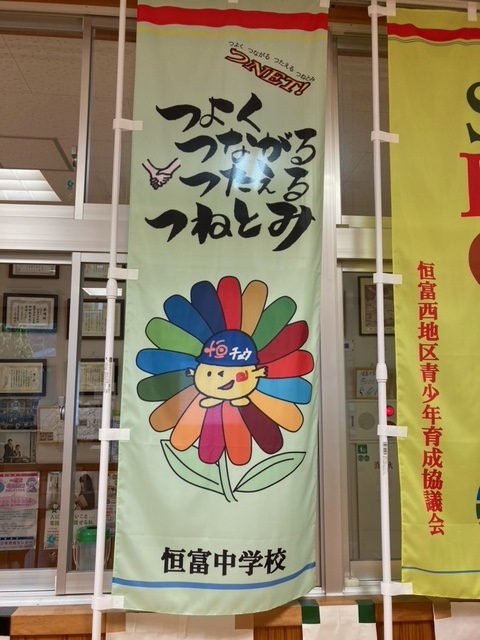 つよく つながる つたえる つねとみ
つNET!
つよく
つながる
つたえる
つねとみ
恒チュウ
恒富中学校
恒富西地区青少年育成協議会